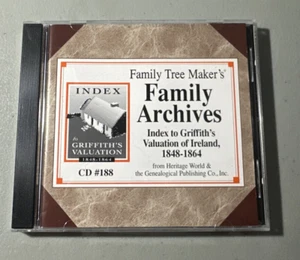 INDEX
to
GRIFFITH'S
VALUATION
1848-1864
CD #188
Family Tree Maker's
Family
Archives
Index to Griffith's
Valuation of Ireland,
1848-1864
from Heritage World &
the Genealogical Publishing Co., Inc.